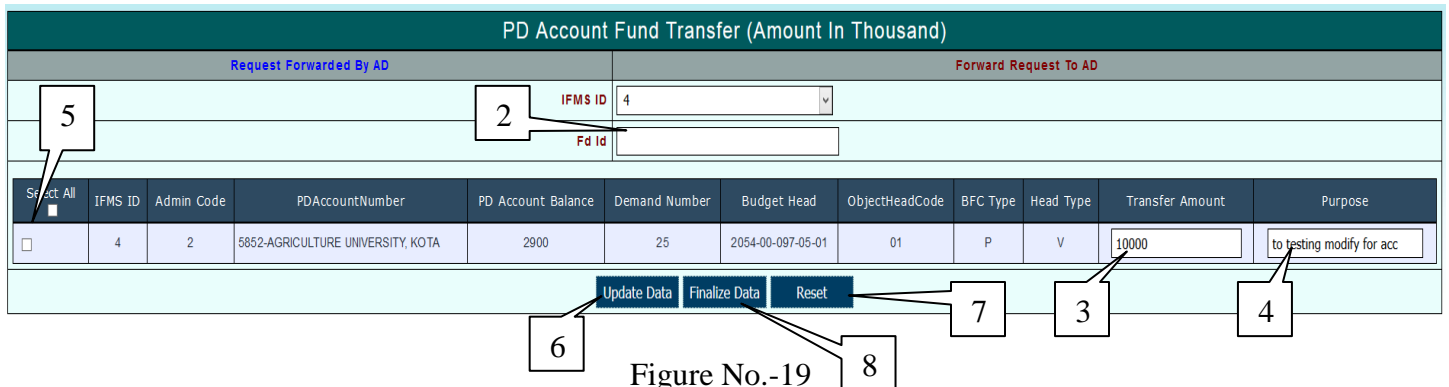 PD Account Fund Transfer (Amount In Thousand)
Request Forwarded By AD Forward Request To AD
IFMS ID 4
Fd Id
5
2
Select All IFMS ID Admin Code PDAccountNumber PD Account Balance Demand Number Budget Head ObjectHeadCode BFC Type Head Type Transfer Amount Purpose
4 2 5852-AGRICULTURE UNIVERSITY, KOTA 2900 25 2054-00-097-05-01 01 P V 10000 to testing modify for acc
Update Data Finalize Data Reset
7 3 4
6 8
Figure No.-19